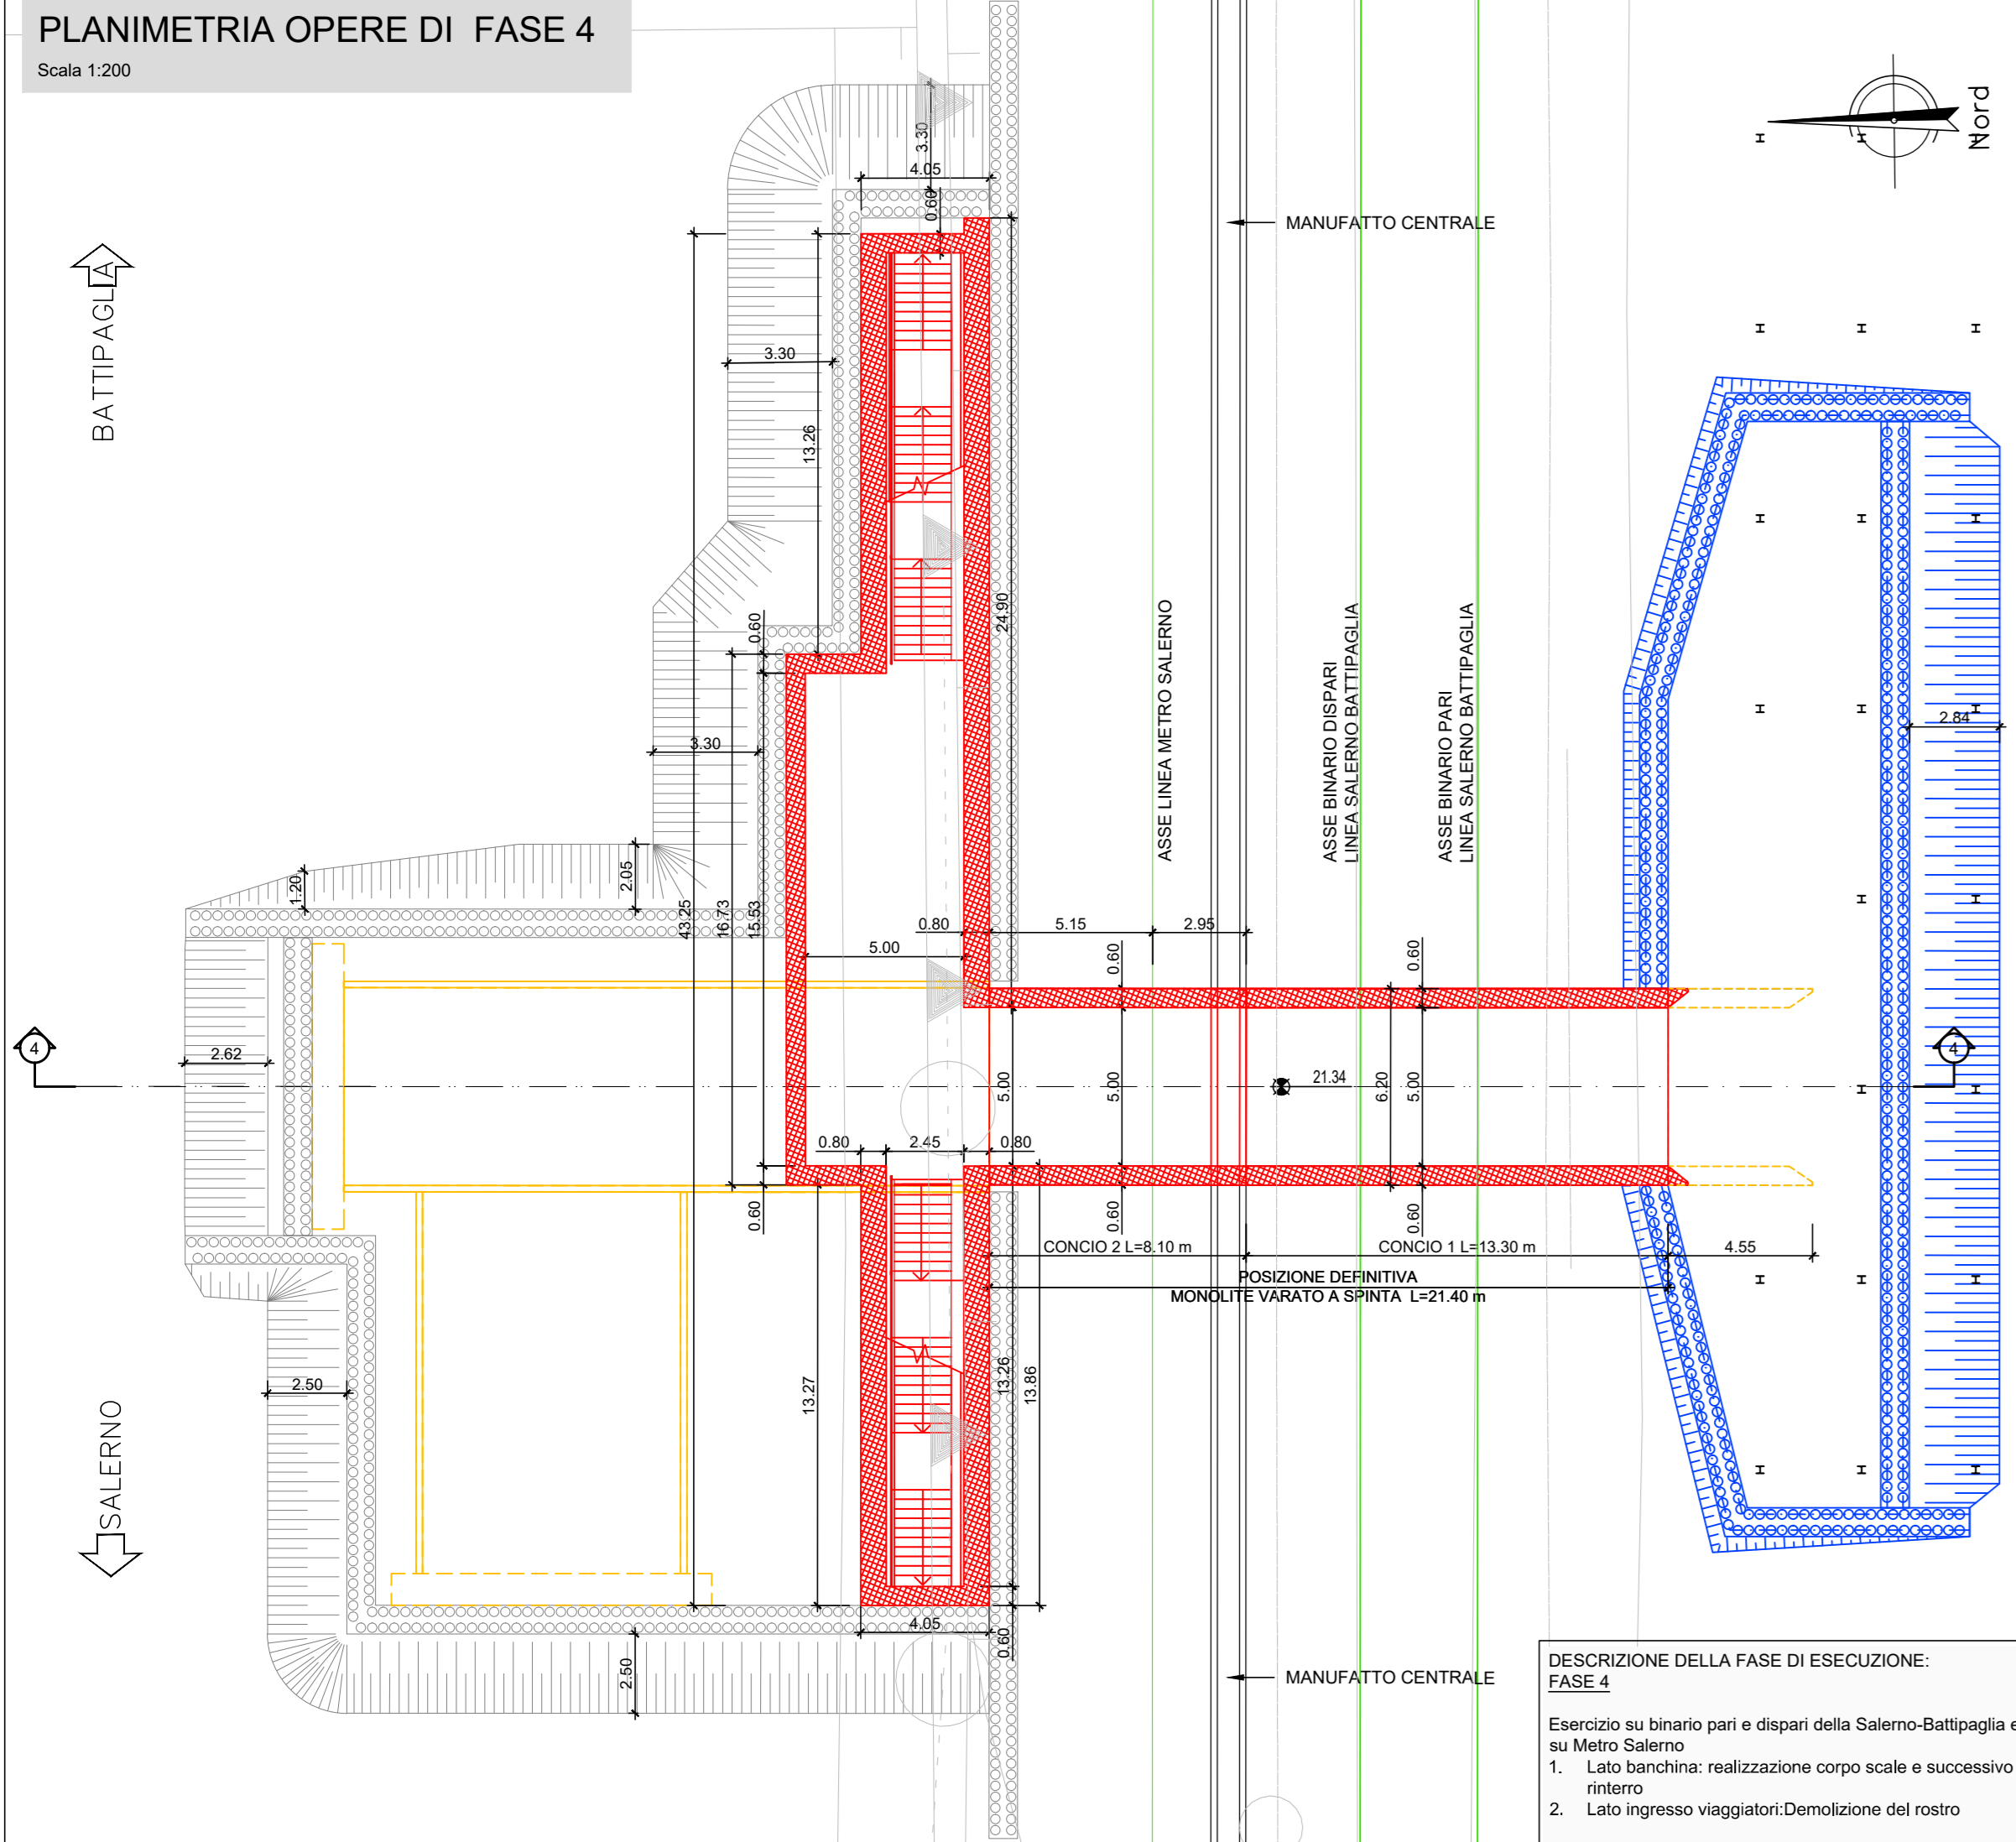 PLANIMETRIA OPERE DI FASE 4
Scala 1:200
Nord
BATTIPAGLIA
MANUFATTO CENTRALE
3.30
4.05
0.60
3.30
13.26
24.90
0.60
ASSE LINEA METRO SALERNO
ASSE BINARIO DISPARI
LINEA SALERNO BATTIPAGLIA
ASSE BINARIO PARI
LINEA SALERNO BATTIPAGLIA
2.84
3.30
1.20
2.05
43.25
16.73
15.53
0.80
5.15
2.95
5.00
0.60
0.60
4
2.62
5.00
5.00
21.34
6.20
5.00
4
0.80
2.45
0.80
0.60
0.60
0.60
CONCIO 2 L=8.10 m
CONCIO 1 L=13.30 m
4.55
POSIZIONE DEFINITIVA
MONOLITE VARATO A SPINTA L=21.40 m
2.50
13.27
13.26
13.86
SALERNO
4.05
0.60
2.50
MANUFATTO CENTRALE
DESCRIZIONE DELLA FASE DI ESECUZIONE:
FASE 4
Esercizio su binario pari e dispari della Salerno-Battipaglia e
su Metro Salerno
1. Lato banchina: realizzazione corpo scale e successivo
rinterro
2. Lato ingresso viaggiatori:Demolizione del rostro